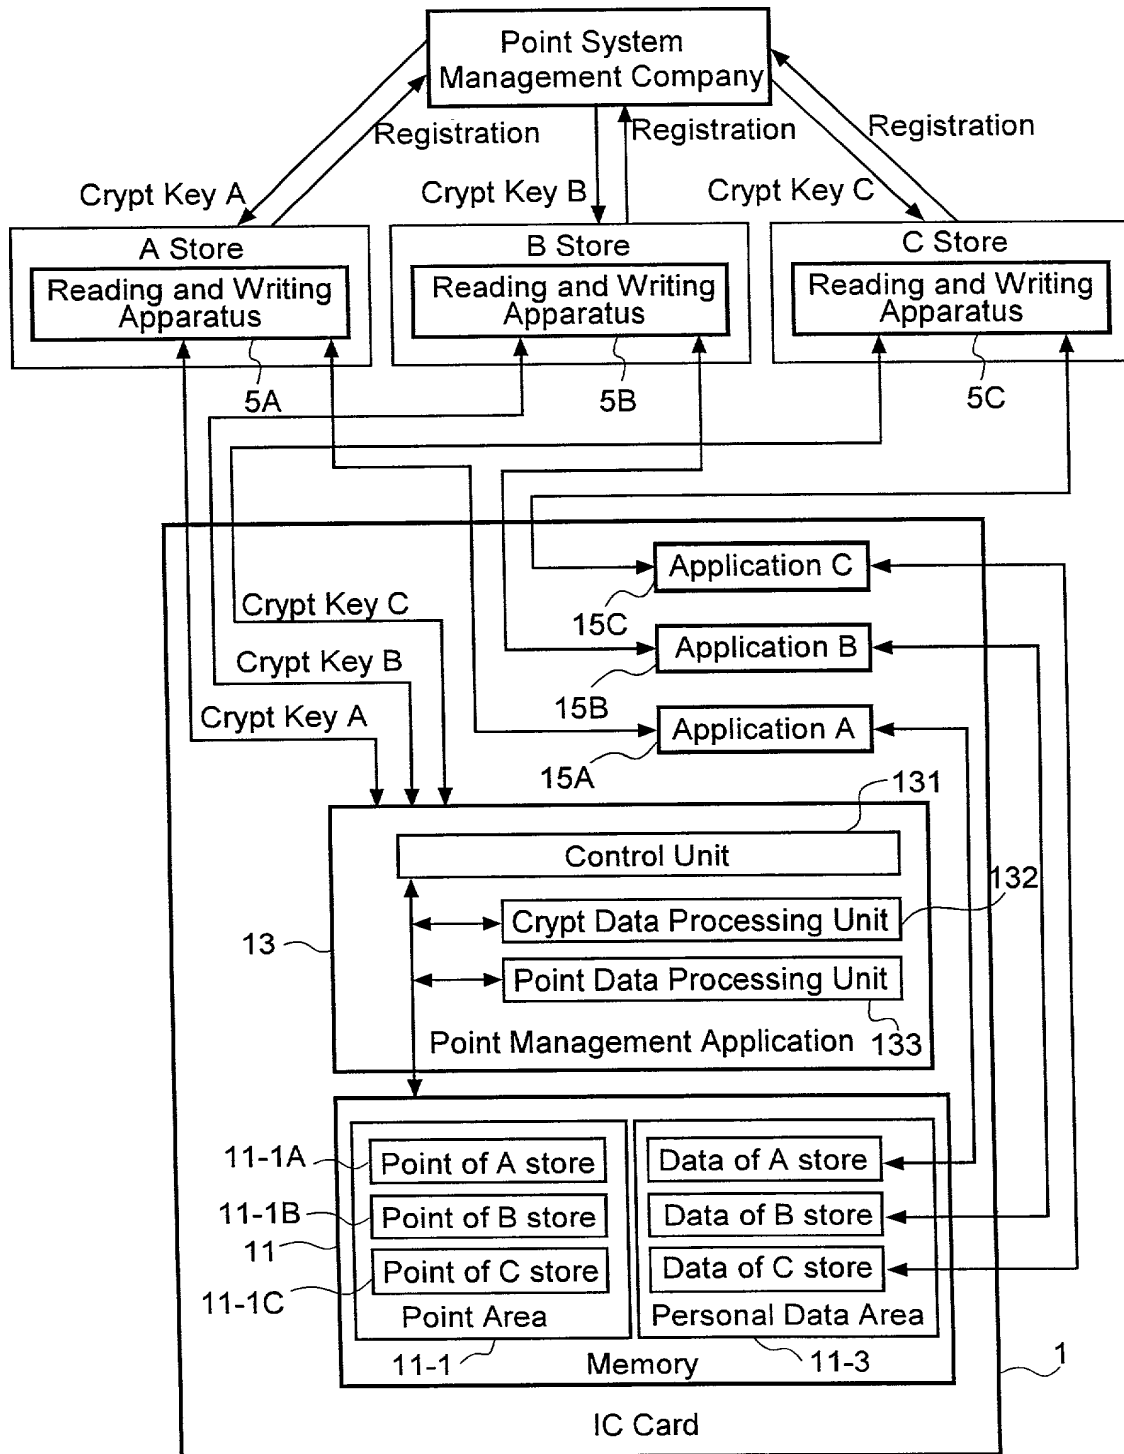 Point System
Management Company
Registration
Registration
Registration
Crypt Key A
Crypt Key B
Crypt Key C
A Store
B Store
C Store
Reading and Writing
Apparatus
Reading and Writing
Apparatus
Reading and Writing
Apparatus
5A
5B
5C
Application C
15C
Crypt Key C
Application B
15B
Crypt Key B
Application A
15A
Crypt Key A
131
Control Unit
132
Crypt Data Processing Unit
13
Point Data Processing Unit
Point Management Application
133
11-1A
Point of A store
Data of A store
11-1B
Point of B store
Data of B store
11
Point of C store
Data of C store
11-1C
Point Area
Personal Data Area
11-1
Memory
11-3
1
IC Card